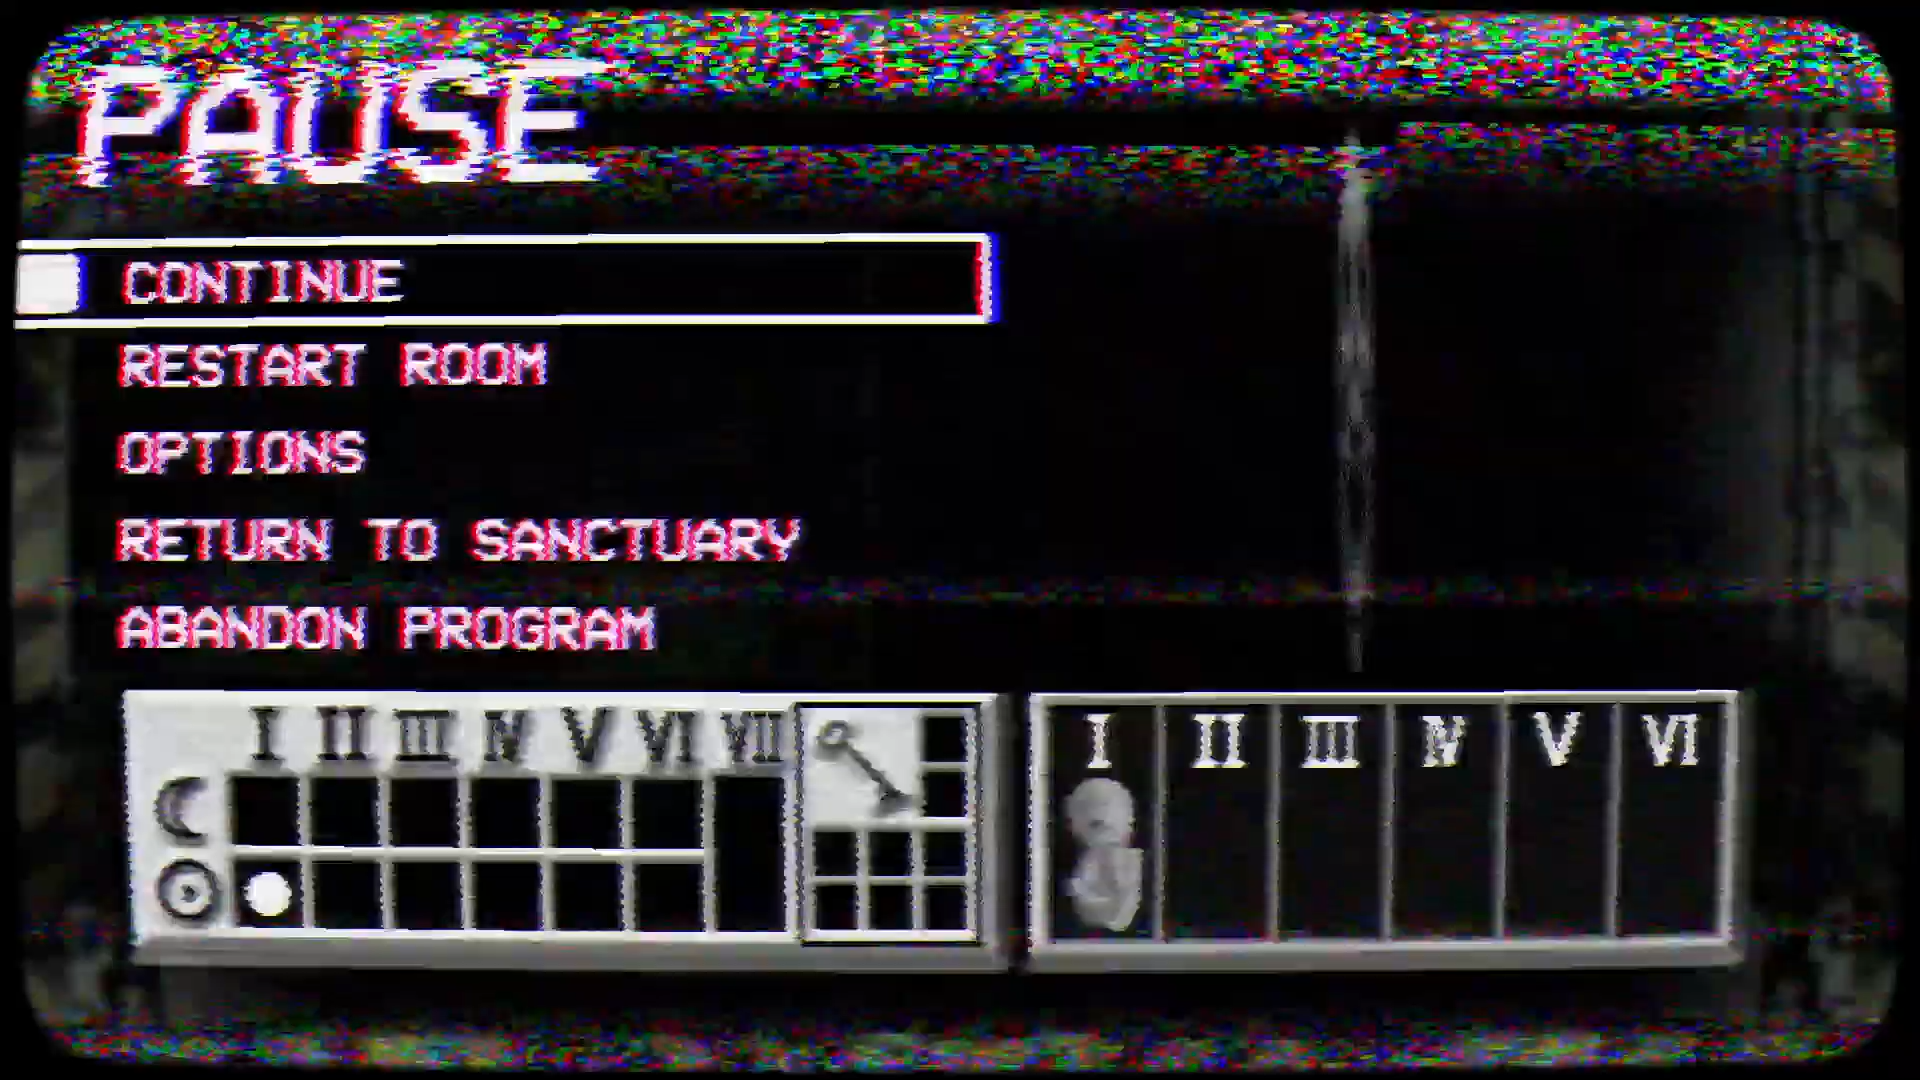 PAUSE
CONTINUE
RESTART ROOM
OPTIONS
RETURN TO SANCTUARY
ABANDON PROGRAM
I II III IV V VI VII
I II III IV V VI